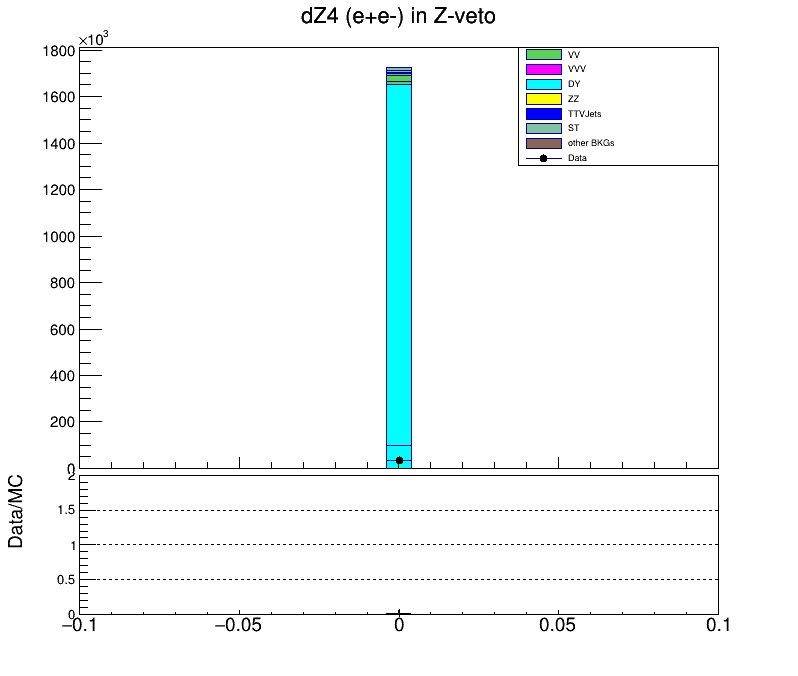 dZ4 (e+e-) in Z-veto
×10³
1800
1600
1400
1200
1000
800
600
400
200
0
VV
VVV
DY
ZZ
TTVJets
ST
other BKGs
Data
Data/MC
2
1.5
1
0.5
0
−0.1
−0.05
0
0.05
0.1